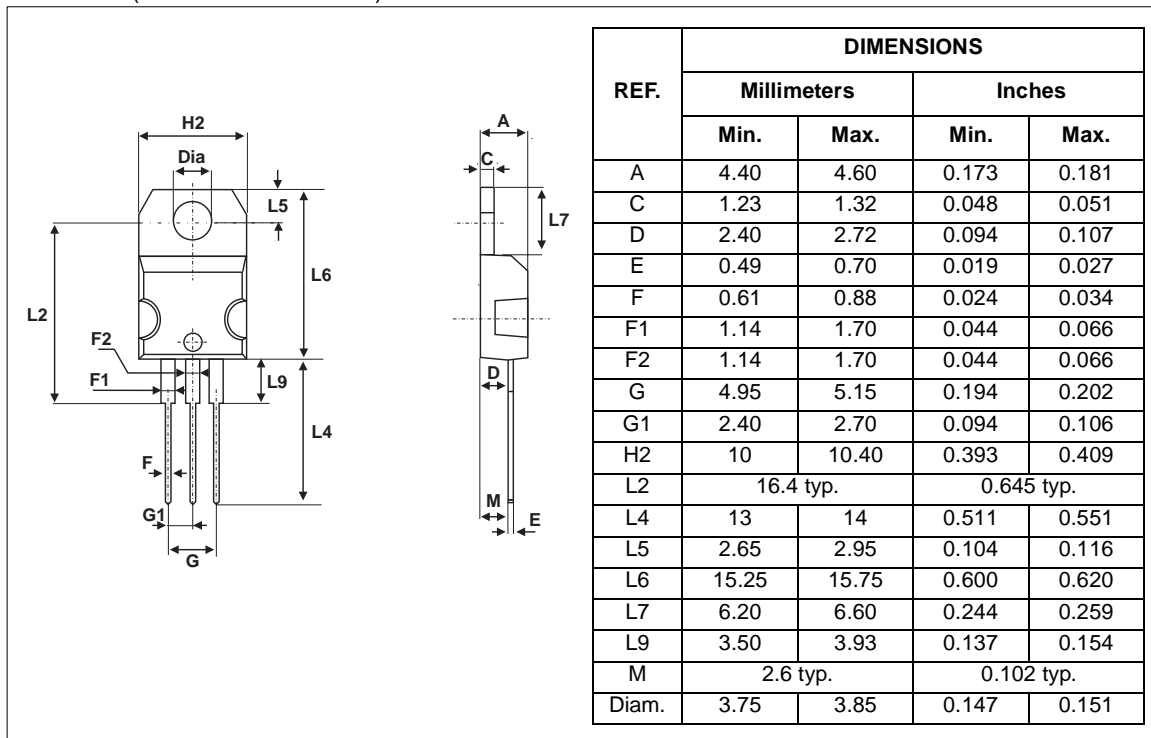 H2
Dia
L5
L6
L2
F2
F1
L9
L4
F
G1
G
A
C
L7
D
M
E
REF.
DIMENSIONS
Millimeters Inches
Min. Max. Min. Max.
A 4.40 4.60 0.173 0.181
C 1.23 1.32 0.048 0.051
D 2.40 2.72 0.094 0.107
E 0.49 0.70 0.019 0.027
F 0.61 0.88 0.024 0.034
F1 1.14 1.70 0.044 0.066
F2 1.14 1.70 0.044 0.066
G 4.95 5.15 0.194 0.202
G1 2.40 2.70 0.094 0.106
H2 10 10.40 0.393 0.409
L2 16.4 typ. 0.645 typ.
L4 13 14 0.511 0.551
L5 2.65 2.95 0.104 0.116
L6 15.25 15.75 0.600 0.620
L7 6.20 6.60 0.244 0.259
L9 3.50 3.93 0.137 0.154
M 2.6 typ. 0.102 typ.
Diam. 3.75 3.85 0.147 0.151